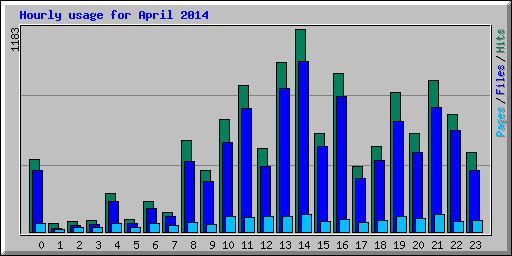 Hourly usage for April 2014
1183
Pages / Files / Hits
0 1 2 3 4 5 6 7 8 9 10 11 12 13 14 15 16 17 18 19 20 21 22 23